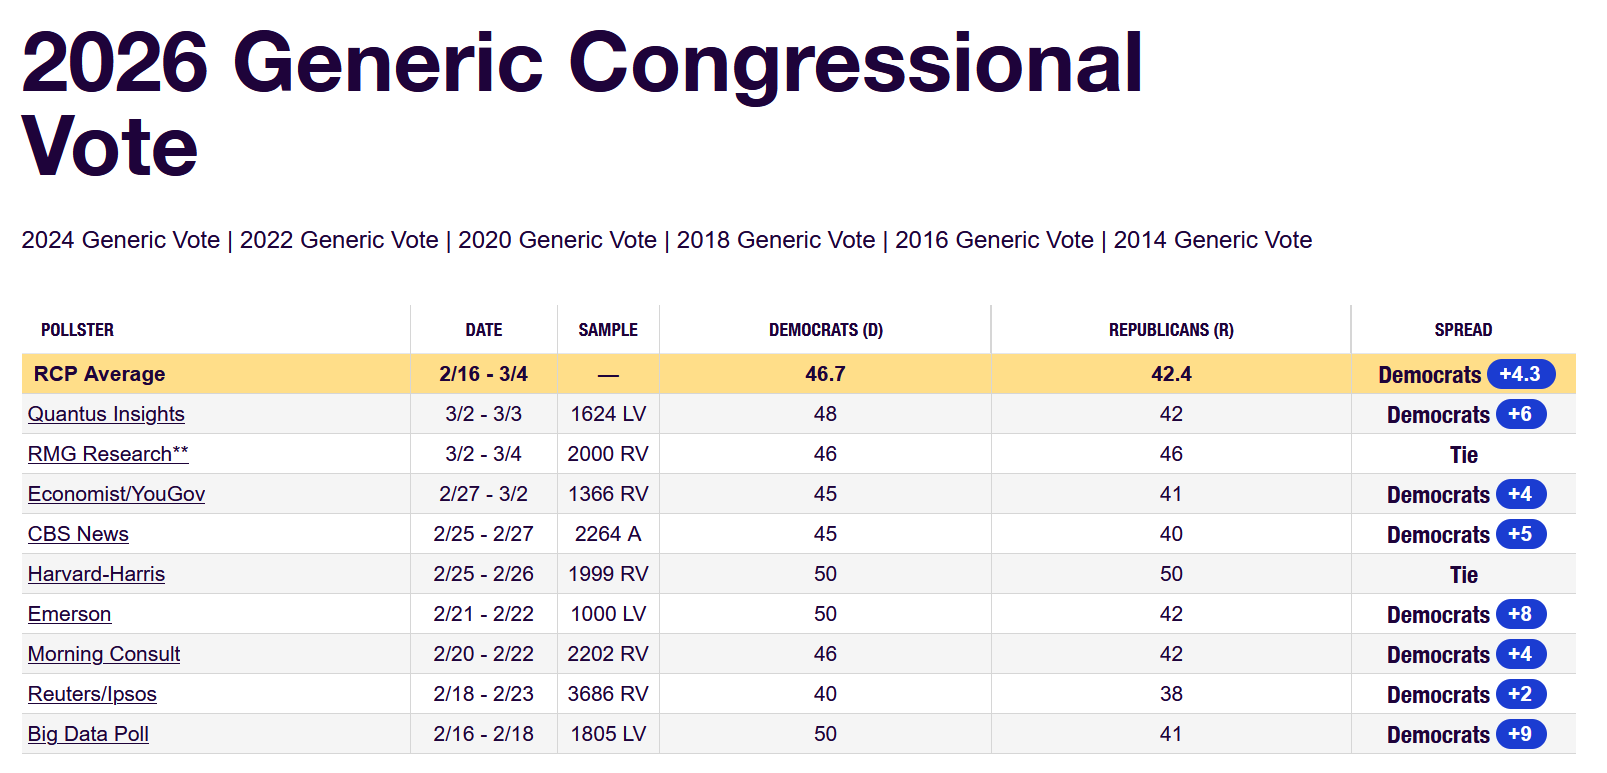 2026 Generic Congressional
Vote
2024 Generic Vote | 2022 Generic Vote | 2020 Generic Vote | 2018 Generic Vote | 2016 Generic Vote | 2014 Generic Vote
POLLSTER DATE SAMPLE DEMOCRATS (D) REPUBLICANS (R) SPREAD
RCP Average 2/16 - 3/4 — 46.7 42.4 Democrats +4.3
Quantus Insights 3/2 - 3/3 1624 LV 48 42 Democrats +6
RMG Research** 3/2 - 3/4 2000 RV 46 46 Tie
Economist/YouGov 2/27 - 3/2 1366 RV 45 41 Democrats +4
CBS News 2/25 - 2/27 2264 A 45 40 Democrats +5
Harvard-Harris 2/25 - 2/26 1999 RV 50 50 Tie
Emerson 2/21 - 2/22 1000 LV 50 42 Democrats +8
Morning Consult 2/20 - 2/22 2202 RV 46 42 Democrats +4
Reuters/Ipsos 2/18 - 2/23 3686 RV 40 38 Democrats +2
Big Data Poll 2/16 - 2/18 1805 LV 50 41 Democrats +9